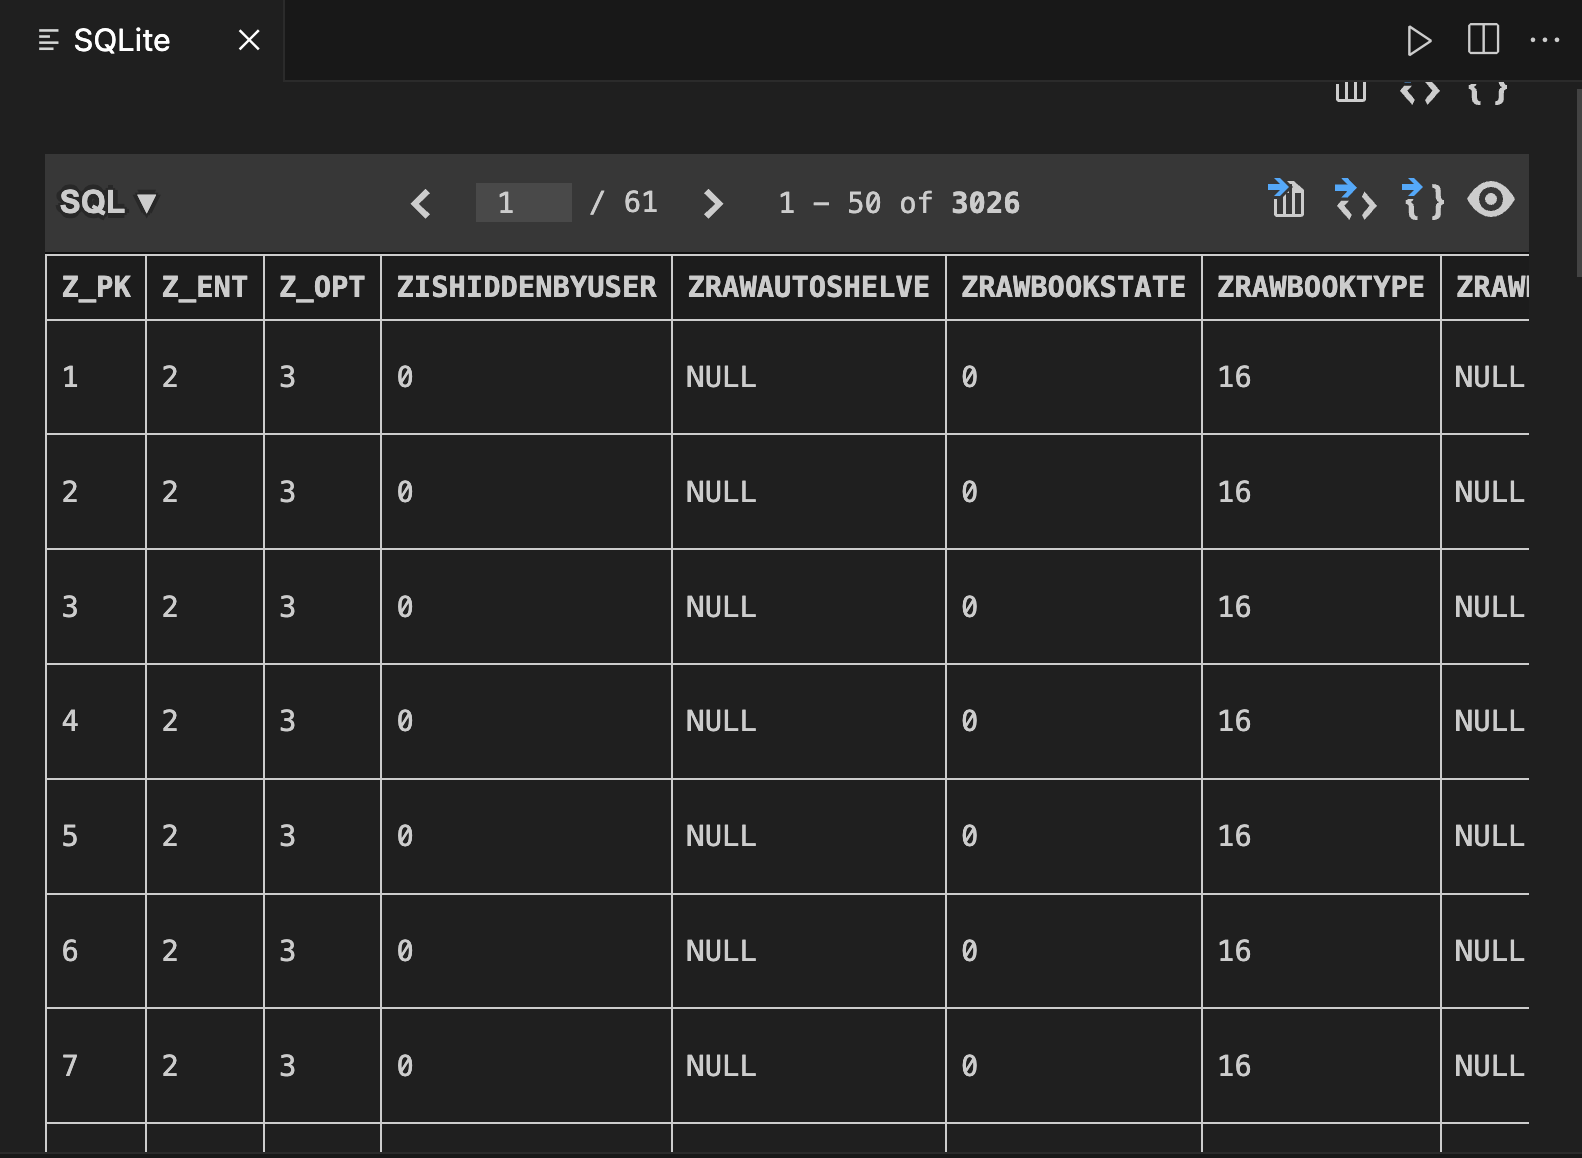 SQLite
SQL ▼ 1 / 61 1 – 50 of 3026
Z_PK Z_ENT Z_OPT ZISHIDDENBYUSER ZRAWAUTOSHELVE ZRAWBOOKSTATE ZRAWBOOKTYPE
1 2 3 0 NULL 0 16 NULL
2 2 3 0 NULL 0 16 NULL
3 2 3 0 NULL 0 16 NULL
4 2 3 0 NULL 0 16 NULL
5 2 3 0 NULL 0 16 NULL
6 2 3 0 NULL 0 16 NULL
7 2 3 0 NULL 0 16 NULL